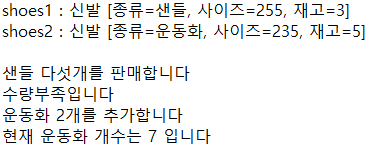 shoes1 : 신발 [종류=샌들, 사이즈=255, 재고=3]
shoes2 : 신발 [종류=운동화, 사이즈=235, 재고=5]
샌들 다섯개를 판매합니다
수량부족입니다
운동화 2개를 추가합니다
현재 운동화 개수는 7 입니다